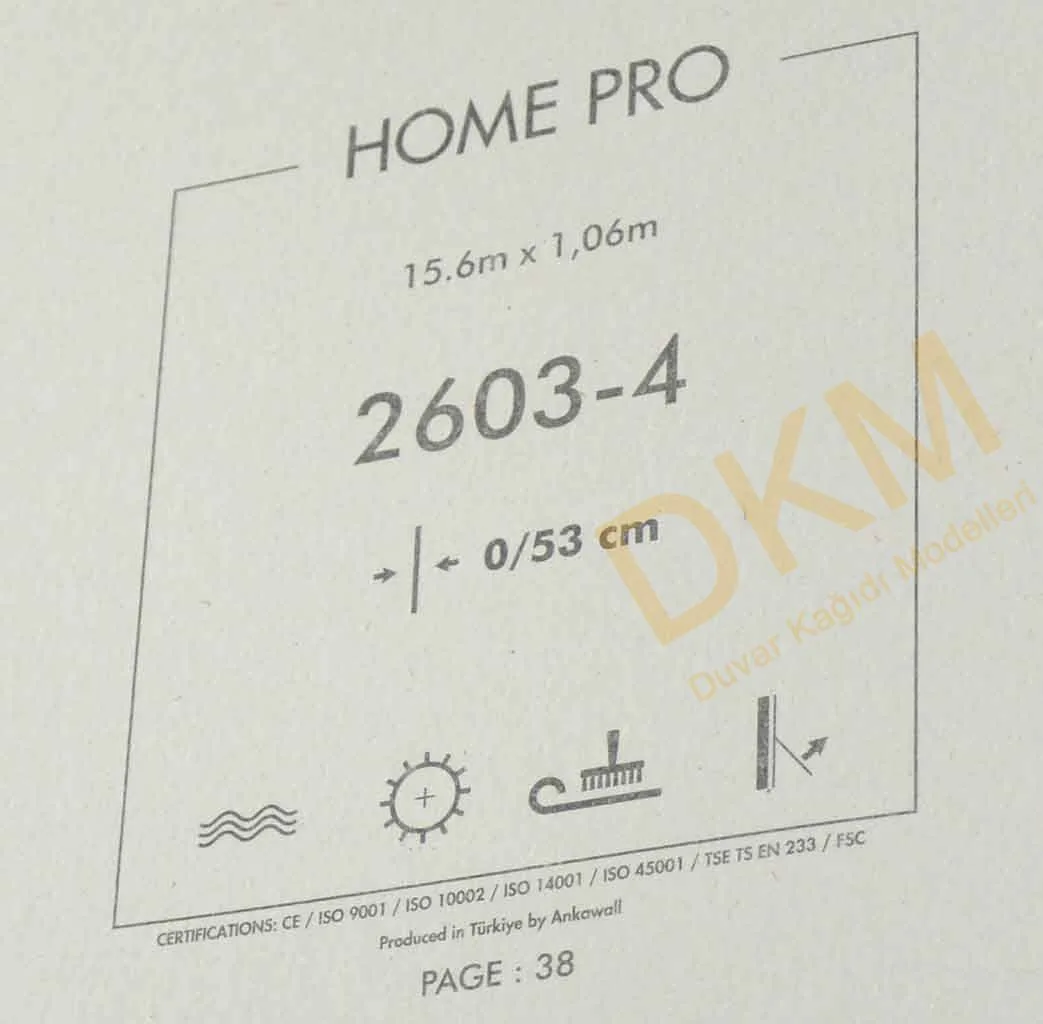 HOME PRO
15.6m x 1,06m
2603-4
0/53 cm
DKM
Duvar Kağıdı Modelleri
CERTIFICATIONS: CE / ISO 9001 / ISO 10002 / ISO 14001 / ISO 45001 / TSE TS EN 233 / FSC
Produced in Türkiye by Ankawall
PAGE : 38